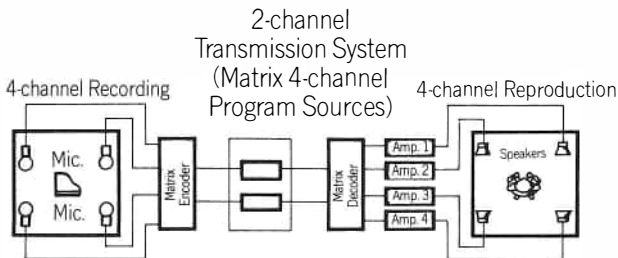 2-channel
Transmission System
(Matrix 4-channel
Program Sources)
4-channel Recording
4-channel Reproduction
Mic.
Mic.
Matrix
Encoder
Matrix
Decoder
Amp. 1
Amp. 2
Amp. 3
Amp. 4
Speakers